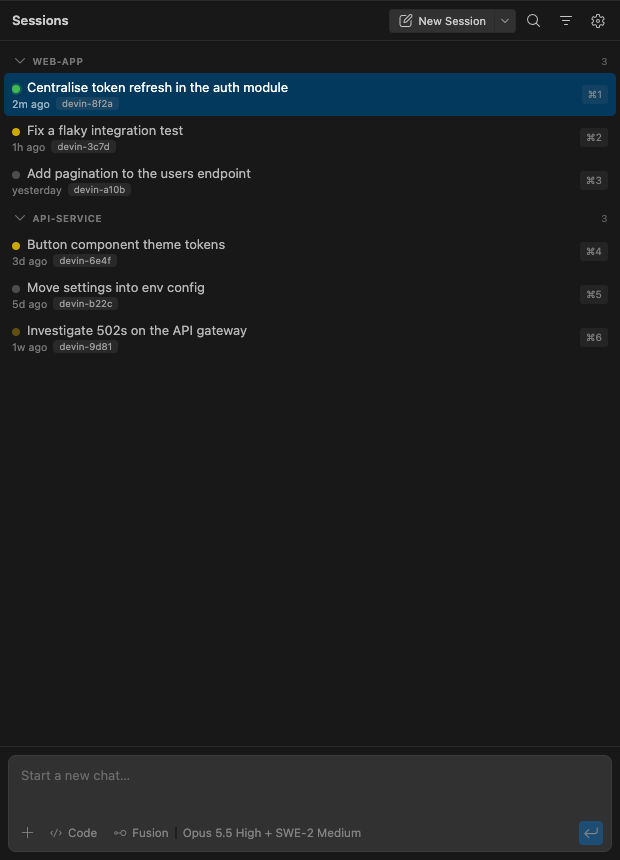 Sessions
New Session
WEB-APP
3
Centralise token refresh in the auth module
⌘1
2m ago devin-8f2a
Fix a flaky integration test
⌘2
1h ago devin-3c7d
Add pagination to the users endpoint
⌘3
yesterday devin-a10b
API-SERVICE
3
Button component theme tokens
⌘4
3d ago devin-6e4f
Move settings into env config
⌘5
5d ago devin-b22c
Investigate 502s on the API gateway
⌘6
1w ago devin-9d81
Start a new chat...
Code Fusion | Opus 5.5 High + SWE-2 Medium